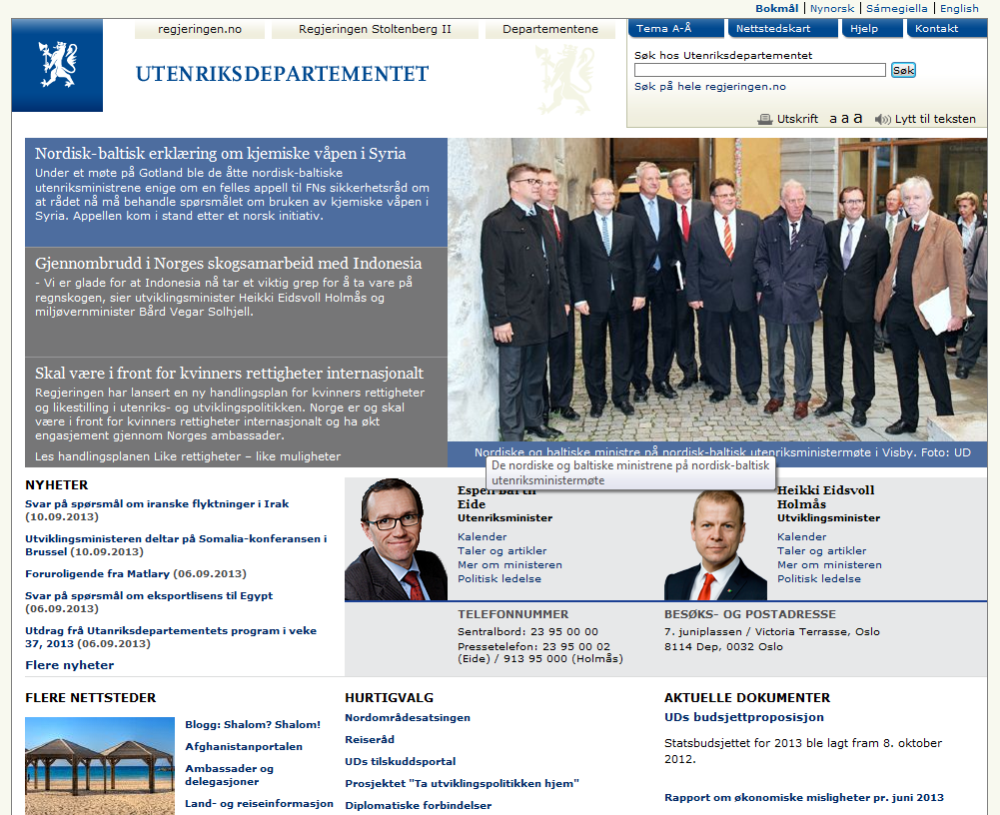 Bokmål | Nynorsk | Sámegiella | English
regjeringen.no
Regjeringen Stoltenberg II
Departementene
Tema A-Å
Nettstedskart
Hjelp
Kontakt
UTENRIKSDEPARTEMENTET
Søk hos Utenriksdepartementet
Søk
Søk på hele regjeringen.no
Utskrift a a a Lytt til teksten
Nordisk-baltisk erklæring om kjemiske våpen i Syria
Under et møte på Gotland ble de åtte nordisk-baltiske
utenriksministrene enige om en felles appell til FNs sikkerhetsråd om
at rådet nå må behandle spørsmålet om bruken av kjemiske våpen i
Syria. Appellen kom i stand etter et norsk initiativ.
Gjennombrudd i Norges skogsamarbeid med Indonesia
- Vi er glade for at Indonesia nå tar et viktig grep for å ta vare på
regnskogen, sier utviklingsminister Heikki Eidsvoll Holmås og
miljøvernminister Bård Vegar Solhjell.
Skal være i front for kvinners rettigheter internasjonalt
Regjeringen har lansert en ny handlingsplan for kvinners rettigheter
og likestilling i utenriks- og utviklingspolitikken. Norge er og skal
være i front for kvinners rettigheter internasjonalt og ha økt
engasjement gjennom Norges ambassader.
Les handlingsplanen Like rettigheter – like muligheter
Nordiske og baltiske ministre på nordisk-baltisk utenriksministermøte i Visby. Foto: UD
De nordiske og baltiske ministrene på nordisk-baltisk
utenriksministermøte
NYHETER
Svar på spørsmål om iranske flyktninger i Irak
(10.09.2013)
Utviklingsministeren deltar på Somalia-konferansen i
Brussel (10.09.2013)
Foruroligende fra Matlary (06.09.2013)
Svar på spørsmål om eksportlisens til Egypt
(06.09.2013)
Utdrag frå Utanriksdepartementets program i veke
37, 2013 (06.09.2013)
Flere nyheter
Espen Barth
Eide
Utenriksminister
Kalender
Taler og artikler
Mer om ministeren
Politisk ledelse
Heikki Eidsvoll
Holmås
Utviklingsminister
Kalender
Taler og artikler
Mer om ministeren
Politisk ledelse
TELEFONNUMMER
Sentralbord: 23 95 00 00
Pressetelefon: 23 95 00 02
(Eide) / 913 95 000 (Holmås)
BESØKS- OG POSTADRESSE
7. juniplassen / Victoria Terrasse, Oslo
8114 Dep, 0032 Oslo
FLERE NETTSTEDER
Blogg: Shalom? Shalom!
Afghanistanportalen
Ambassader og
delegasjoner
Land- og reiseinformasjon
HURTIGVALG
Nordområdesatsingen
Reiseråd
UDs tilskuddsportal
Prosjektet "Ta utviklingspolitikken hjem"
Diplomatiske forbindelser
AKTUELLE DOKUMENTER
UDs budsjettproposisjon
Statsbudsjettet for 2013 ble lagt fram 8. oktober
2012.
Rapport om økonomiske misligheter pr. juni 2013